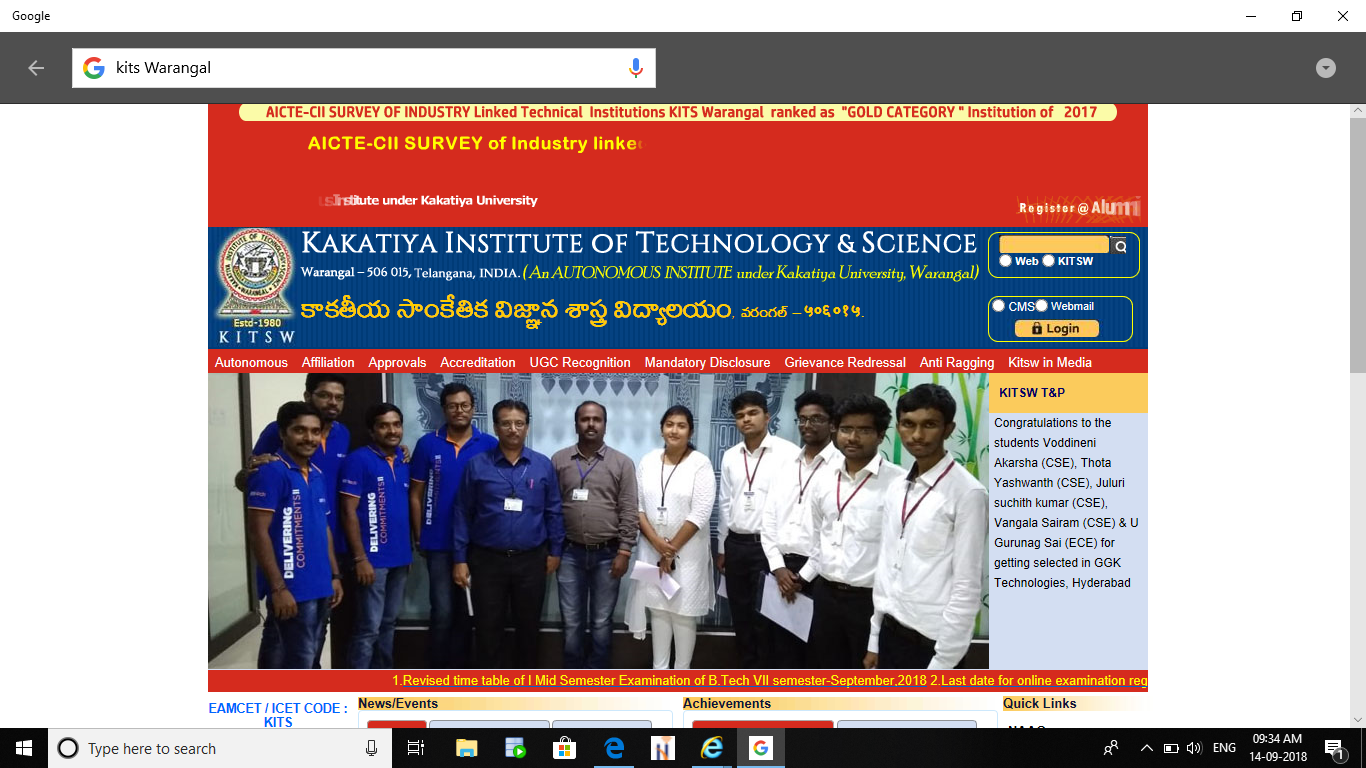 Google
kits Warangal
AICTE-CII SURVEY OF INDUSTRY Linked Technical Institutions KITS Warangal ranked as "GOLD CATEGORY " Institution of 2017
AICTE-CII SURVEY of Industry linke
Institute under Kakatiya University
Register@Alumni
KAKATIYA INSTITUTE OF TECHNOLOGY & SCIENCE
Warangal – 506 015, Telangana, INDIA. (An AUTONOMOUS INSTITUTE under Kakatiya University, Warangal)
కాకతీయ సాంకేతిక విజ్ఞాన శాస్త్ర విద్యాలయం, వరంగల్ – ౫౦౬౦౧౫.
Estd-1980
KITSW
Web KITSW
CMS Webmail
Login
Autonomous Affiliation Approvals Accreditation UGC Recognition Mandatory Disclosure Grievance Redressal Anti Ragging Kitsw in Media
DELIVERING COMMITMENTS
DELIVERING COMMITMENTS
DELIVERING COMMITMENTS
KITSW T&P
Congratulations to the
students Voddineni
Akarsha (CSE), Thota
Yashwanth (CSE), Juluri
suchith kumar (CSE),
Vangala Sairam (CSE) & U
Gurunag Sai (ECE) for
getting selected in GGK
Technologies, Hyderabad
1.Revised time table of I Mid Semester Examination of B.Tech VII semester-September,2018 2.Last date for online examination reg
EAMCET / ICET CODE :
KITS
News/Events
Achievements
Quick Links
Type here to search
ENG
09:34 AM
14-09-2018
1